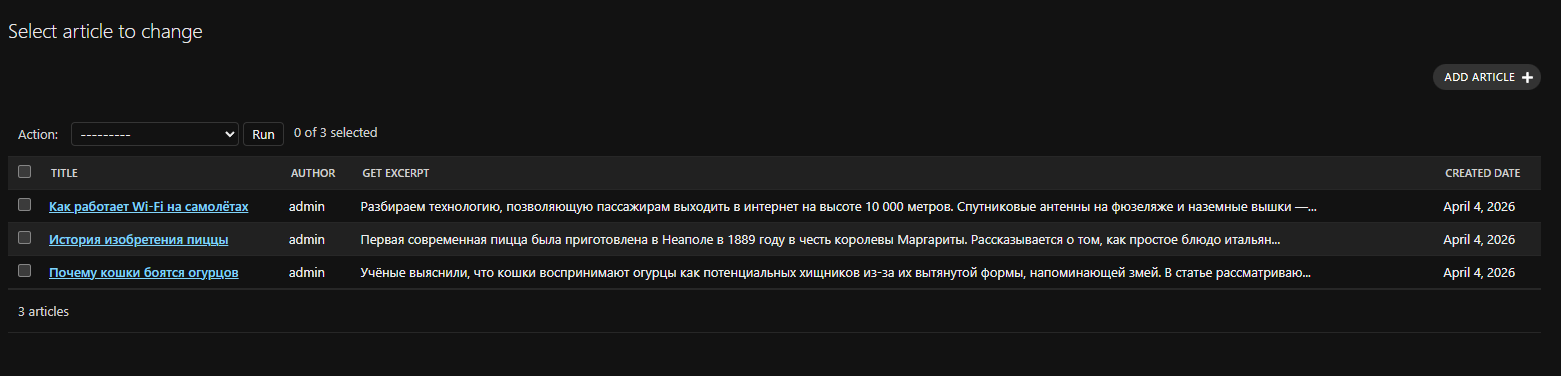 Select article to change
ADD ARTICLE +
Action: --------- Run 0 of 3 selected
TITLE AUTHOR GET EXCERPT CREATED DATE
Как работает Wi-Fi на самолётах admin Разбираем технологию, позволяющую пассажирам выходить в интернет на высоте 10 000 метров. Спутниковые антенны на фюзеляже и наземные вышки —... April 4, 2026
История изобретения пиццы admin Первая современная пицца была приготовлена в Неаполе в 1889 году в честь королевы Маргариты. Рассказывается о том, как простое блюдо итальян... April 4, 2026
Почему кошки боятся огурцов admin Учёные выяснили, что кошки воспринимают огурцы как потенциальных хищников из-за их вытянутой формы, напоминающей змей. В статье рассматриваю... April 4, 2026
3 articles